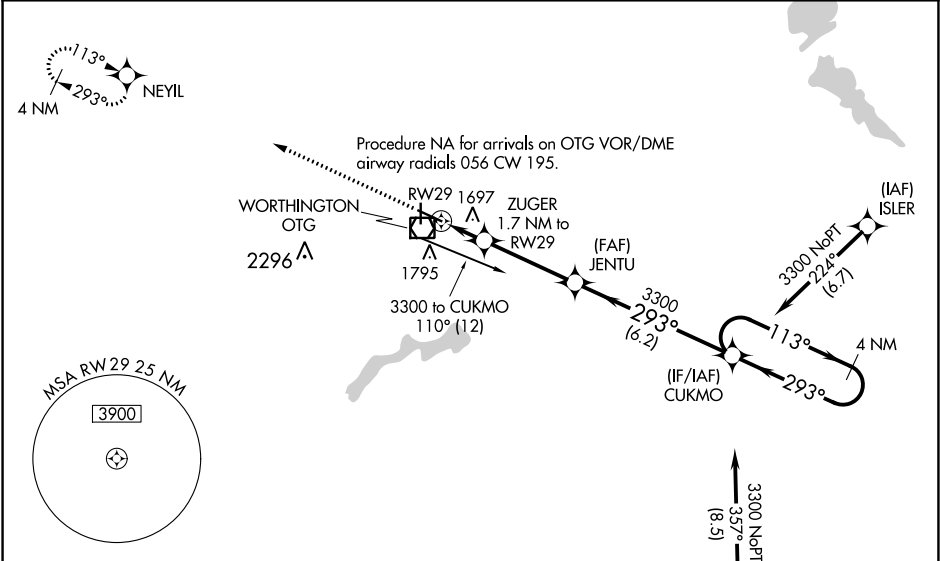 113°
NEYIL
293°
4 NM
Procedure NA for arrivals on OTG VOR/DME
airway radials 056 CW 195.
WORTHINGTON
OTG
RW29
1697
ZUGER
1.7 NM to
RW29
2296
1795
(FAF)
JENTU
(IAF)
ISLER
3300 NoPT
224°
(6.7)
3300 to CUKMO
110° (12)
3300
293°
(6.2)
113°
4 NM
293°
(IF/IAF)
CUKMO
MSA RW29 25 NM
3900
3300 NoPT
357°
(8.5)